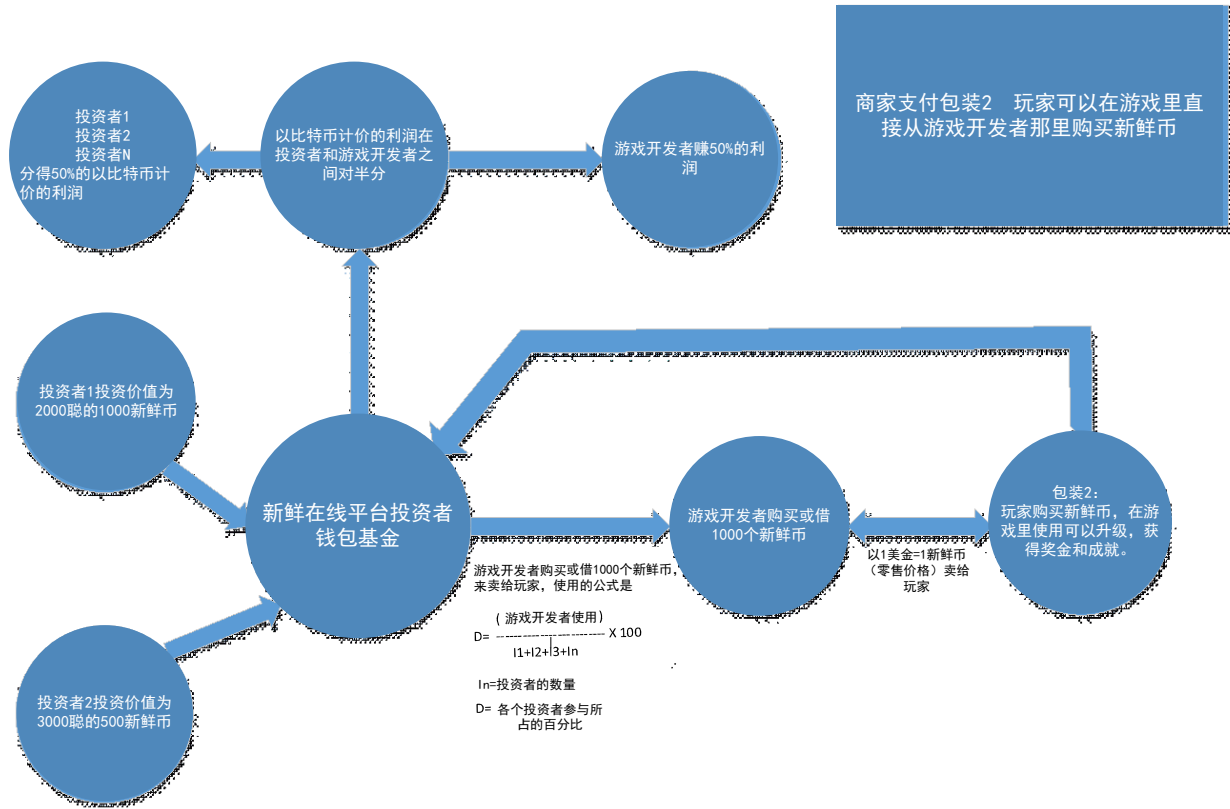 投资者1
投资者2
投资者N
分得50%的以比特币计
价的利润
以比特币计价的利润在
投资者和游戏开发者之
间对半分
游戏开发者赚50%的利
润
商家支付包装2 玩家可以在游戏里直
接从游戏开发者那里购买新鲜币
投资者1投资价值为
2000聪的1000新鲜币
新鲜在线平台投资者
钱包基金
游戏开发者购买或借
1000个新鲜币
包装2：
玩家购买新鲜币，在游
戏里使用可以升级，获
得奖金和成就。
以1美金=1新鲜币
（零售价格）卖给
玩家
游戏开发者购买或借1000个新鲜币，
来卖给玩家，使用的公式是
( 游戏开发者使用)
D= -------------------------- X 100
I1+I2+I3+In
In=投资者的数量
D= 各个投资者参与所
占的百分比
投资者2投资价值为
3000聪的500新鲜币